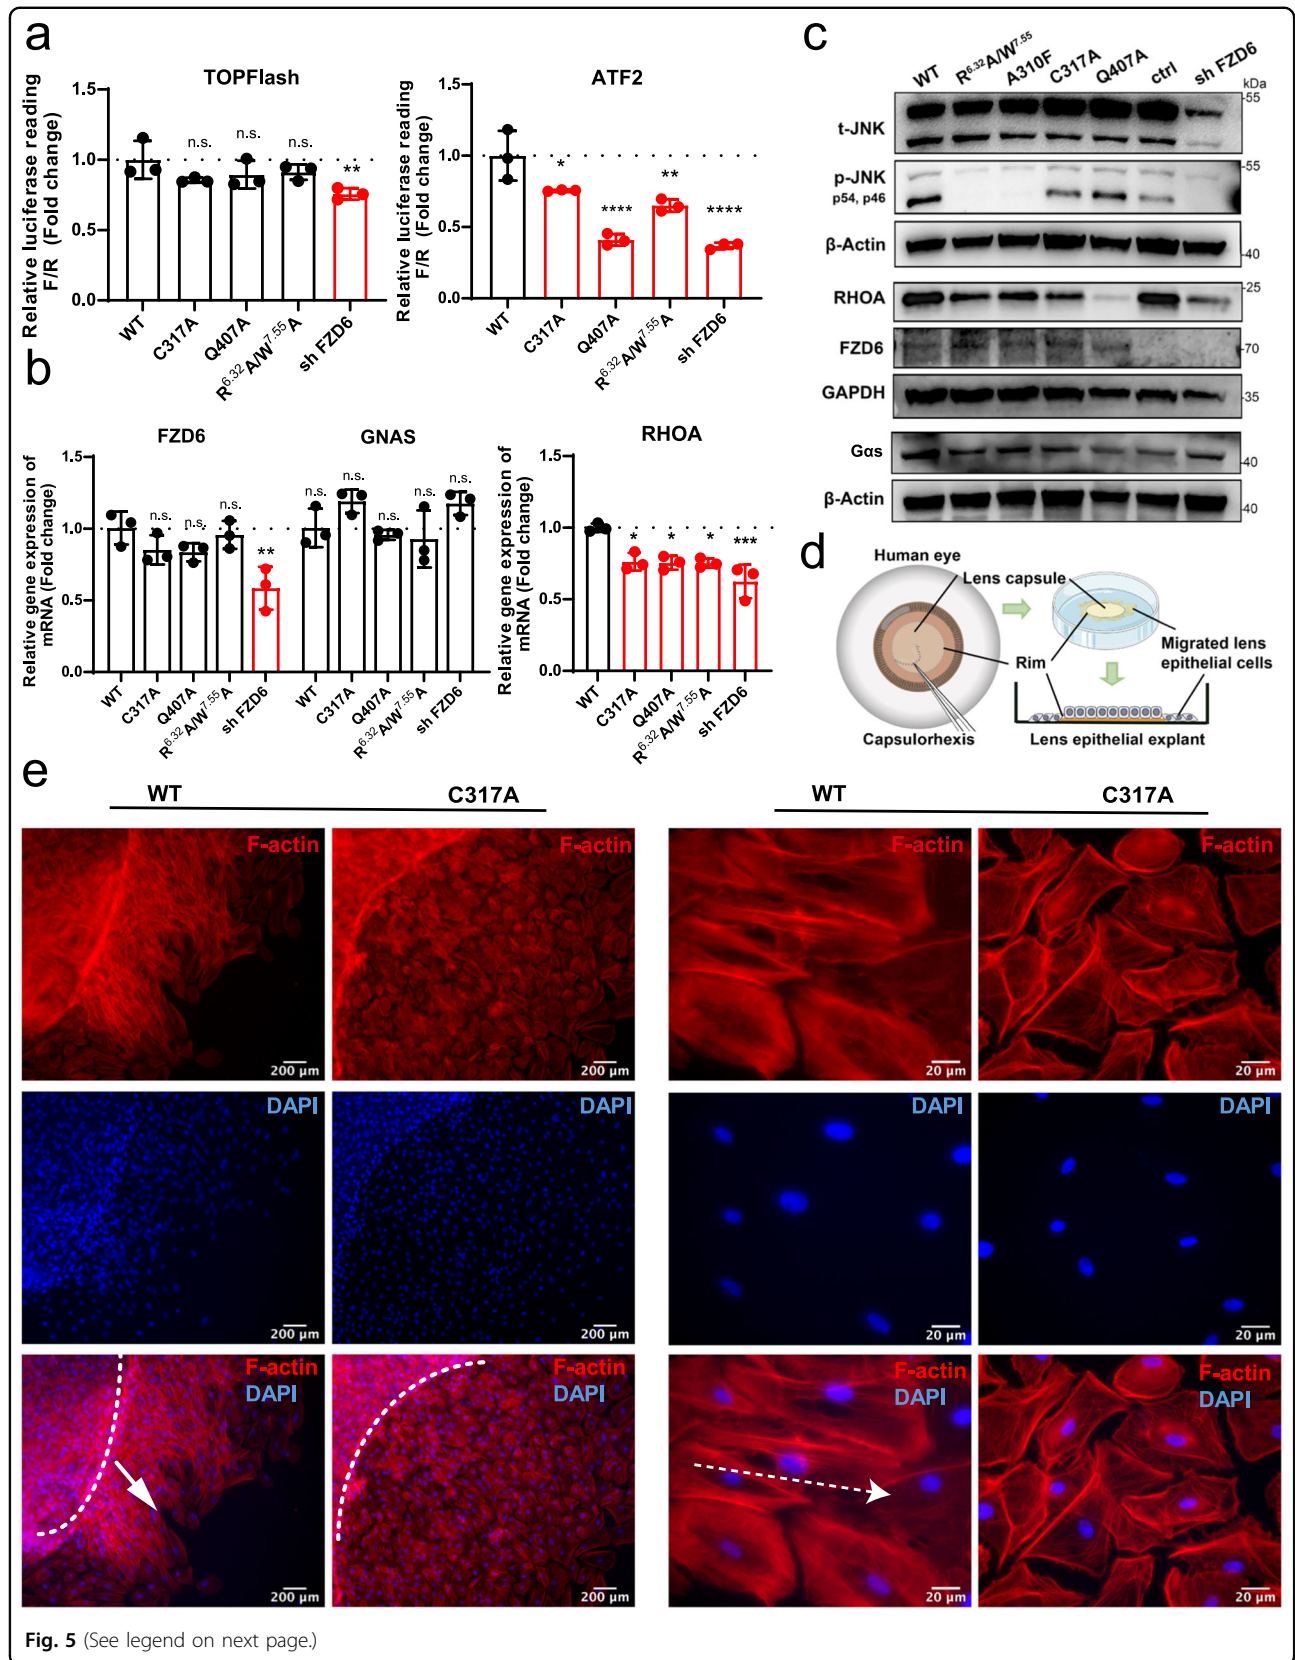 a
TOPFlash
Relative luciferase reading
F/R (Fold change)
1.5
1.0
0.5
0.0
n.s.
n.s.
n.s.
**
WT
C317A
Q407A
R6.32A/W7.55A
sh FZD6
ATF2
Relative luciferase reading
F/R (Fold change)
1.5
1.0
0.5
0.0
*
****
**
****
WT
C317A
Q407A
R6.32A/W7.55A
sh FZD6
b
FZD6
GNAS
Relative gene expression of
mRNA (Fold change)
1.5
1.0
0.5
0.0
n.s.
n.s.
n.s.
**
n.s.
n.s.
n.s.
n.s.
n.s.
WT
C317A
Q407A
R6.32A/W7.55A
sh FZD6
WT
C317A
Q407A
R6.32A/W7.55A
sh FZD6
RHOA
Relative gene expression of
mRNA (Fold change)
1.5
1.0
0.5
0.0
*
*
*
***
WT
C317A
Q407A
R6.32A/W7.55A
sh FZD6
c
WT
R6.32A/W7.55
A310F
C317A
Q407A
ctrl
sh FZD6
kDa
t-JNK
55
p-JNK
p54, p46
55
β-Actin
40
RHOA
25
FZD6
70
GAPDH
35
Gαs
40
β-Actin
40
d
Human eye
Lens capsule
Rim
Migrated lens
epithelial cells
Capsulorhexis
Lens epithelial explant
e
WT
C317A
WT
C317A
F-actin
200 μm
F-actin
200 μm
F-actin
20 μm
F-actin
20 μm
DAPI
200 μm
DAPI
200 μm
DAPI
20 μm
DAPI
20 μm
F-actin
DAPI
200 μm
F-actin
DAPI
200 μm
F-actin
DAPI
20 μm
F-actin
DAPI
20 μm
Fig. 5 (See legend on next page.)